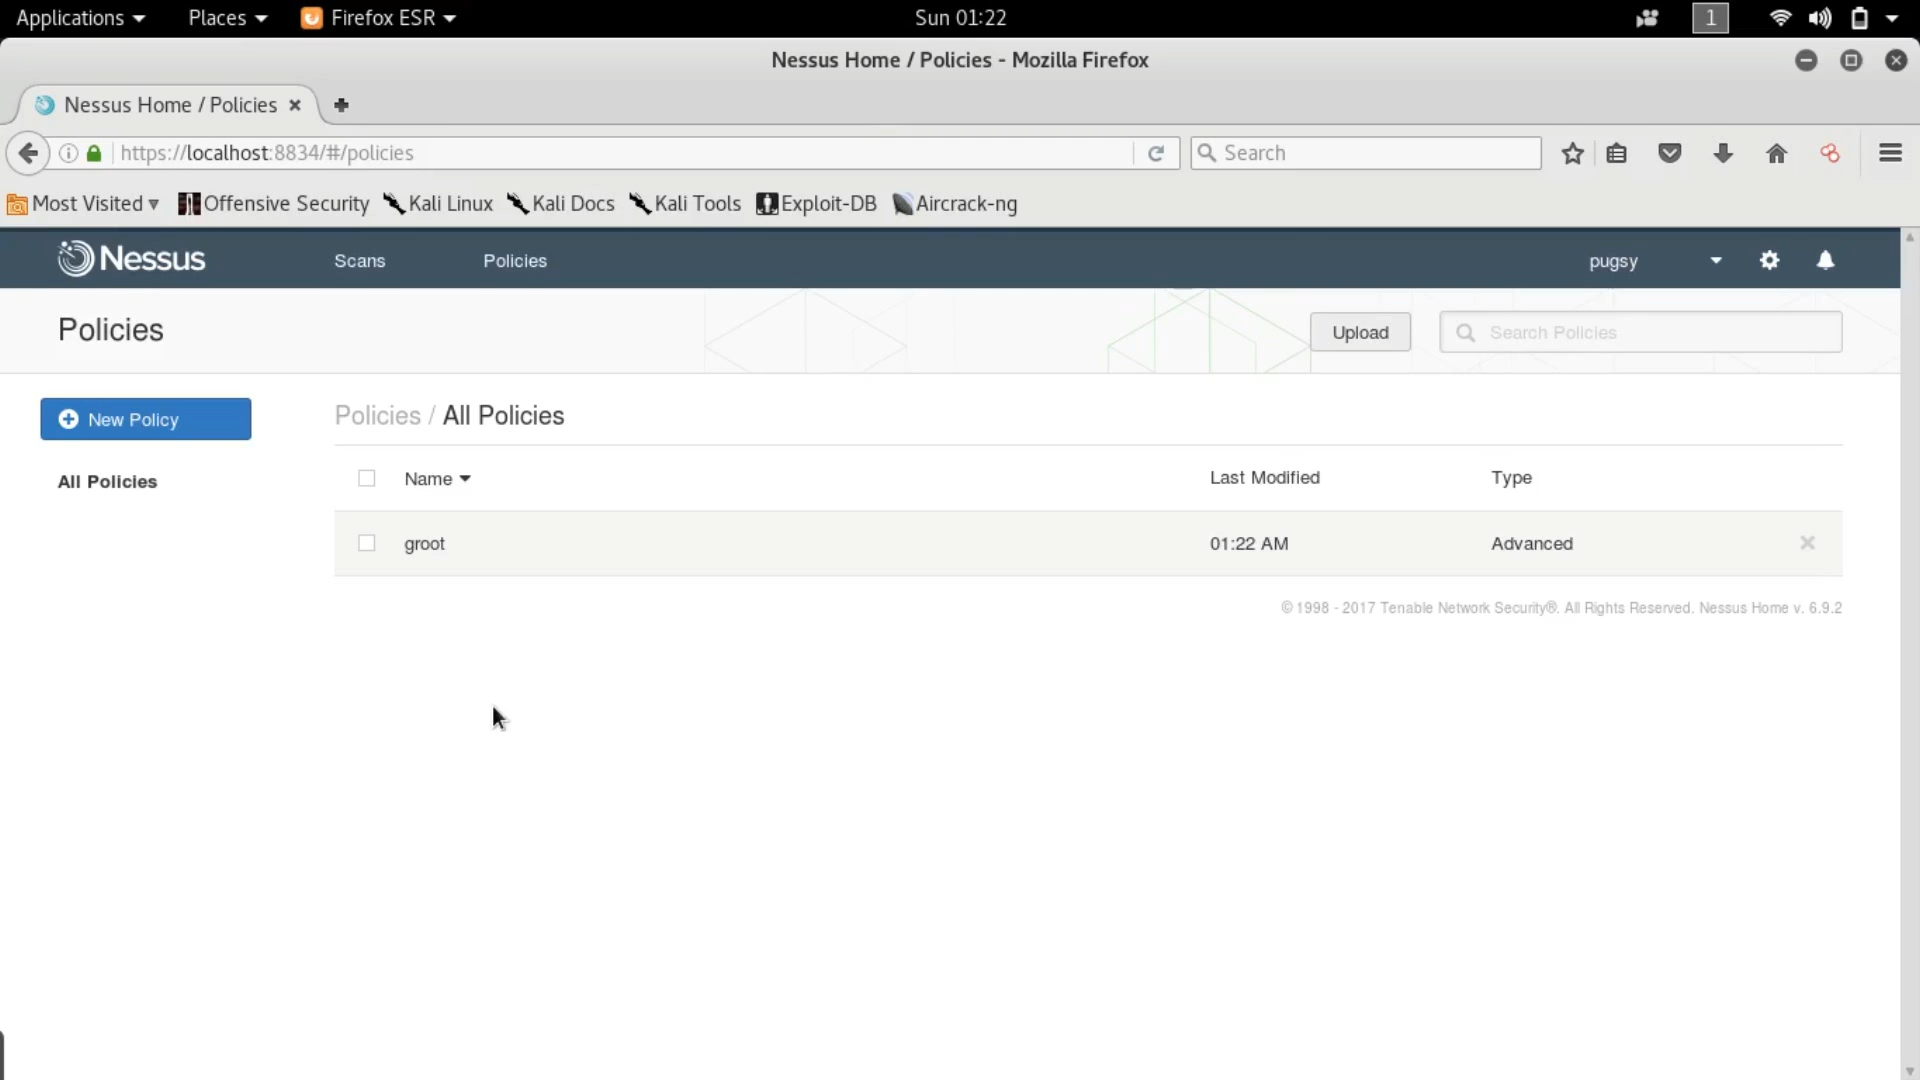 Applications Places Firefox ESR Sun 01:22 1
Nessus Home / Policies - Mozilla Firefox
Nessus Home / Policies
https://localhost:8834/#/policies Search
Most Visited Offensive Security Kali Linux Kali Docs Kali Tools Exploit-DB Aircrack-ng
Nessus Scans Policies pugsy
Policies Upload Search Policies
New Policy Policies / All Policies
All Policies Name Last Modified Type
groot 01:22 AM Advanced
© 1998 - 2017 Tenable Network Security®. All Rights Reserved. Nessus Home v. 6.9.2